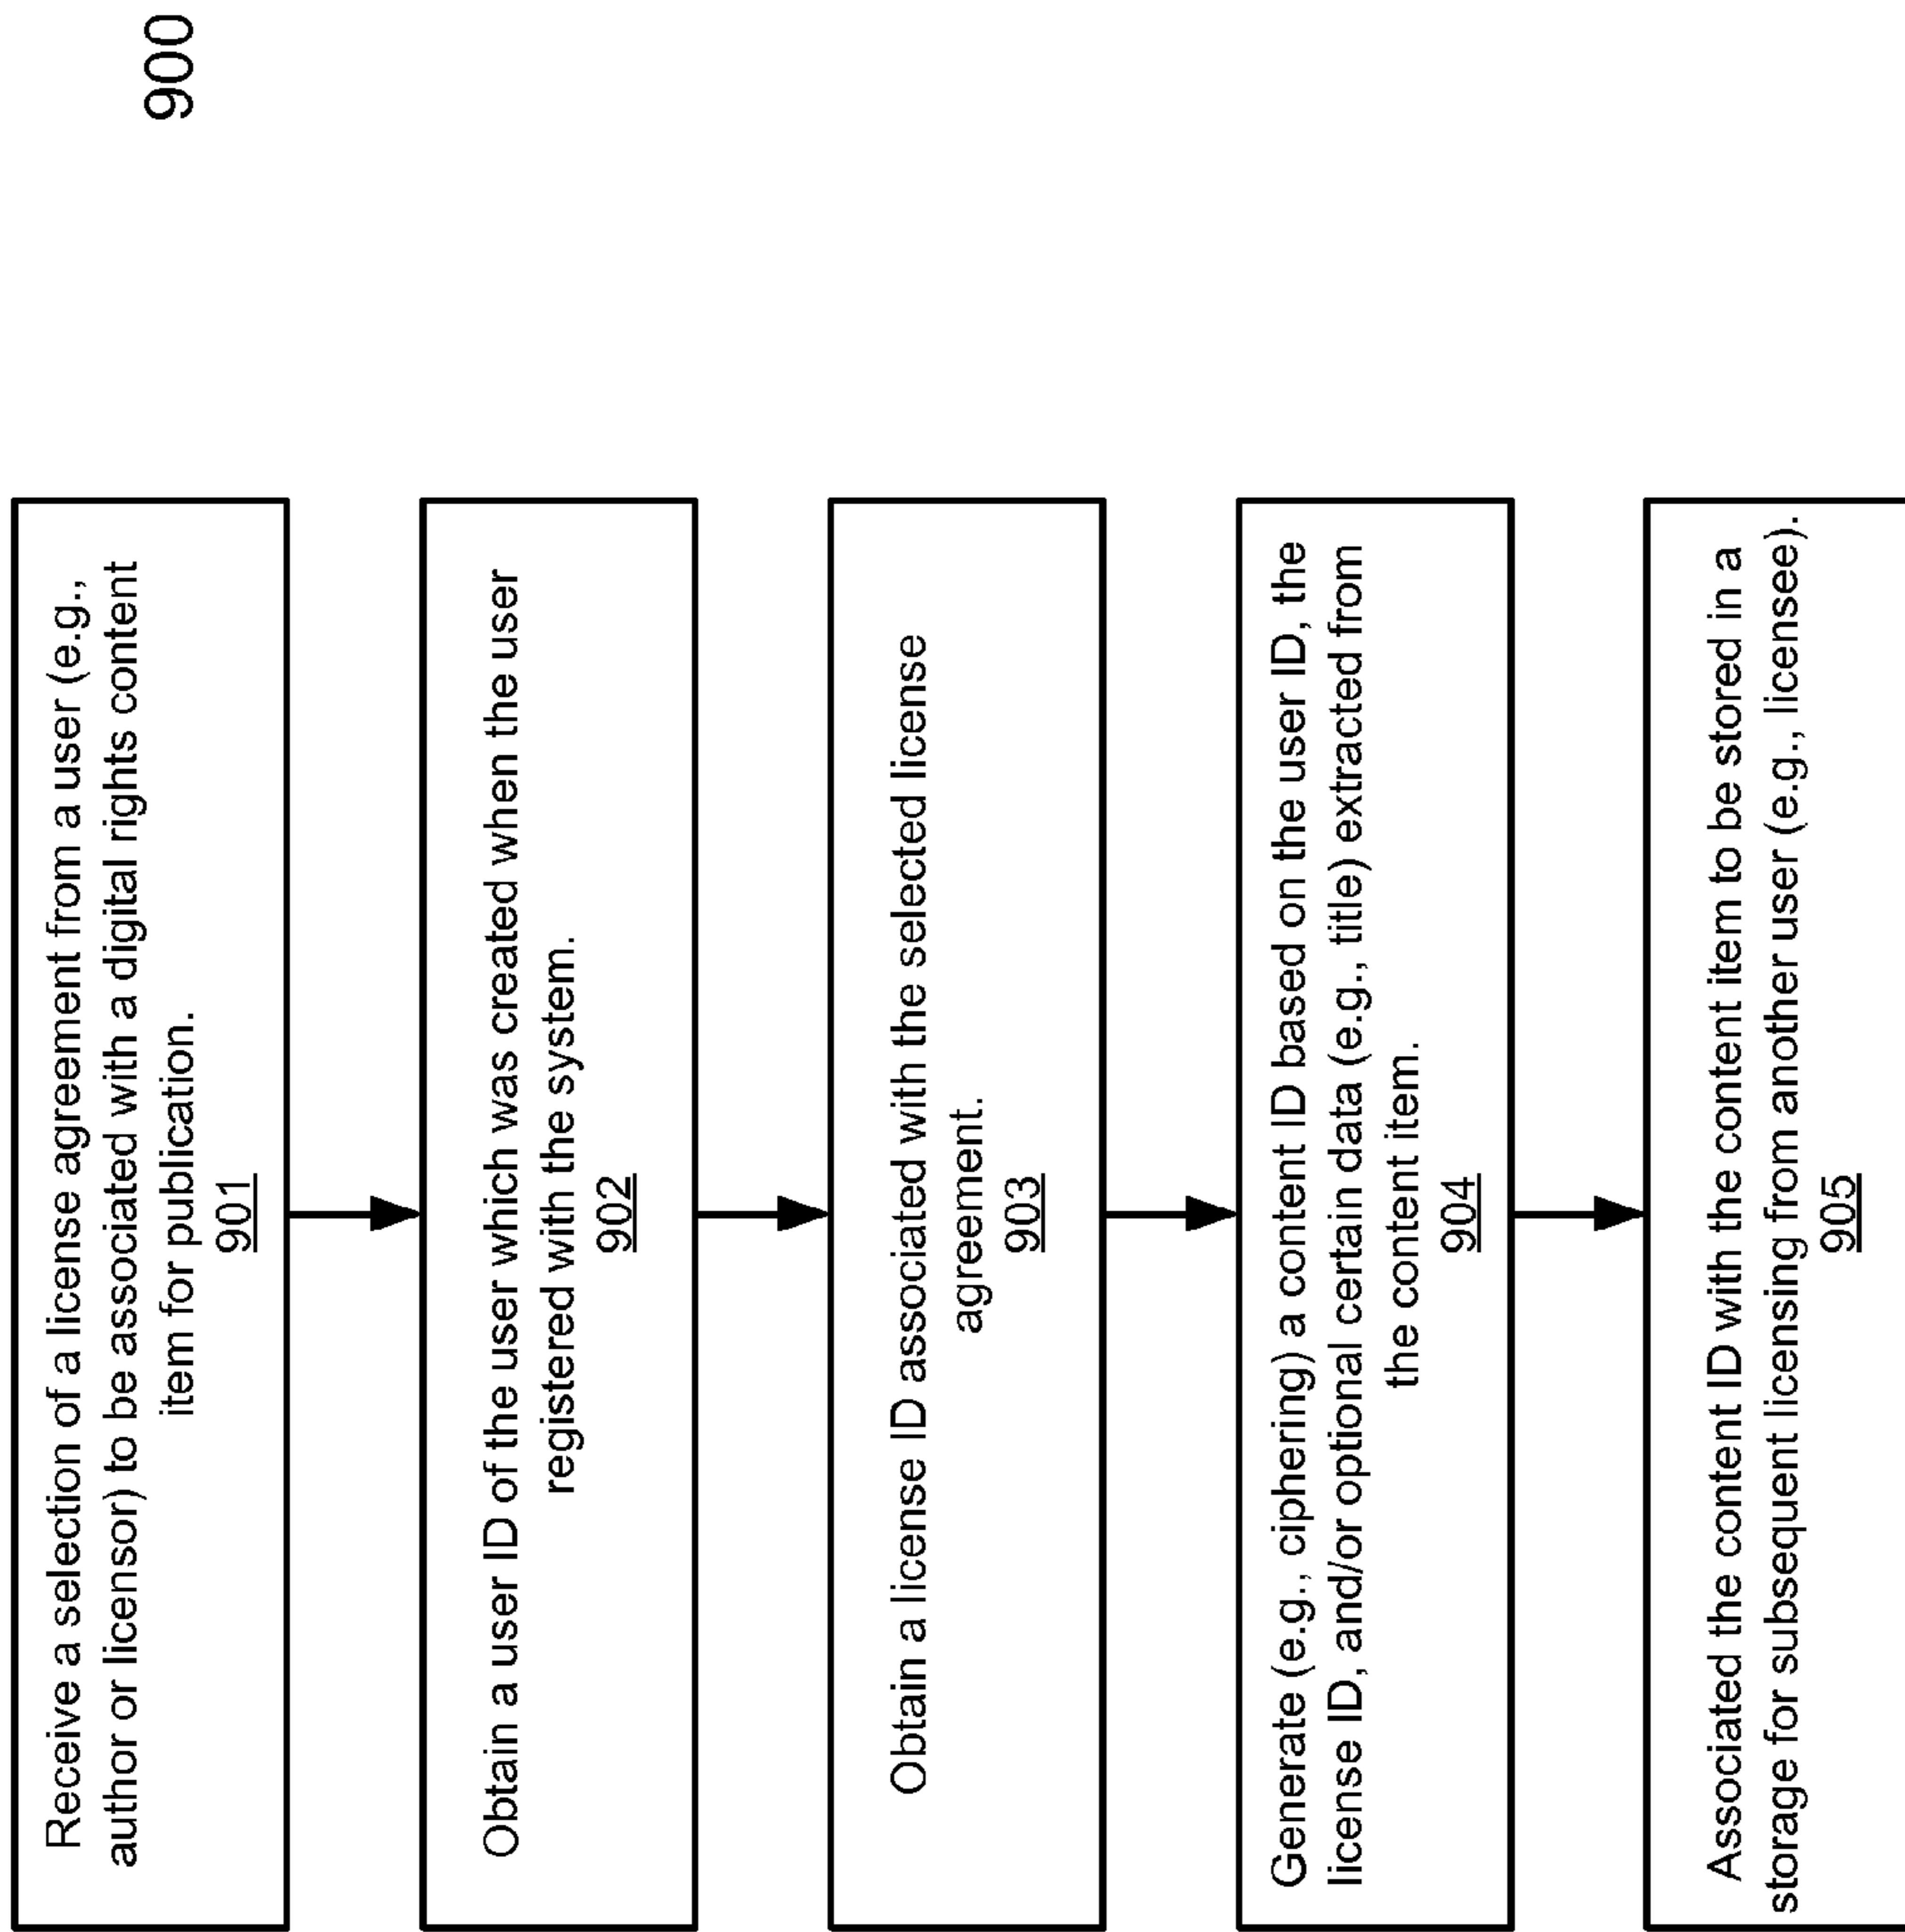 900
Receive a selection of a license agreement from a user (e.g.,
author or licensor) to be associated with a digital rights content
item for publication.
901
Obtain a user ID of the user which was created when the user
registered with the system.
902
Obtain a license ID associated with the selected license
agreement.
903
Generate (e.g., ciphering) a content ID based on the user ID, the
license ID, and/or optional certain data (e.g., title) extracted from
the content item.
904
Associated the content ID with the content item to be stored in a
storage for subsequent licensing from another user (e.g., licensee).
905